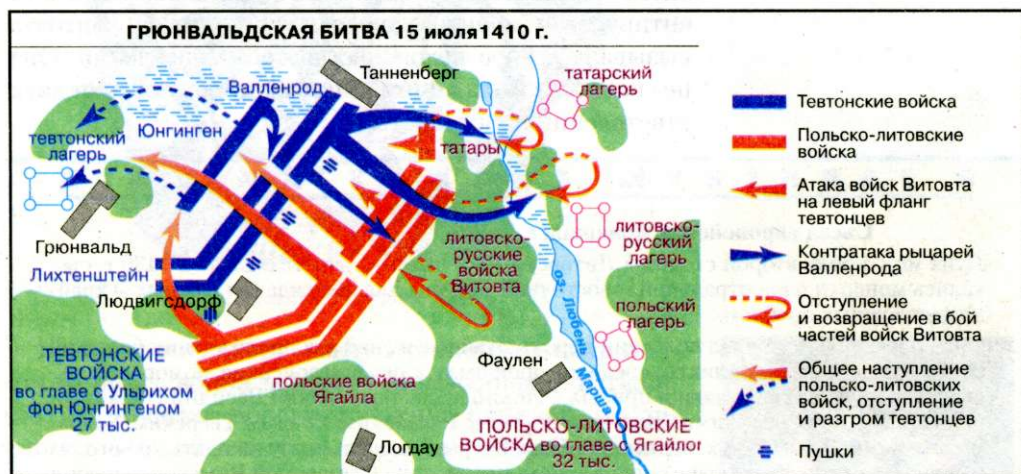 ГРЮНВАЛЬДСКАЯ БИТВА 15 июля1410 г.
Танненберг
татарский
лагерь
Валленрод
Юнгинген
тевтонский
лагерь
татары
Грюнвальд
Лихтенштейн
Людвигсдорф
литовско-
русские
войска
Витовта
литовско-
русский
лагерь
польский
лагерь
оз. Любень
Марша
Фаулен
ТЕВТОНСКИЕ
ВОЙСКА
во главе с Ульрихом
фон Юнгингеном
27 тыс.
польские войска
Ягайла
Логдау
ПОЛЬСКО-ЛИТОВСКИЕ
ВОЙСКА во главе с Ягайлог
32 тыс.
Тевтонские войска
Польско-литовские
войска
Атака войск Витовта
на левый фланг
тевтонцев
Контратака рыцарей
Валленрода
Отступление
и возвращение в бой
частей войск Витовта
Общее наступление
польско-литовских
войск, отступление
и разгром тевтонцев
Пушки